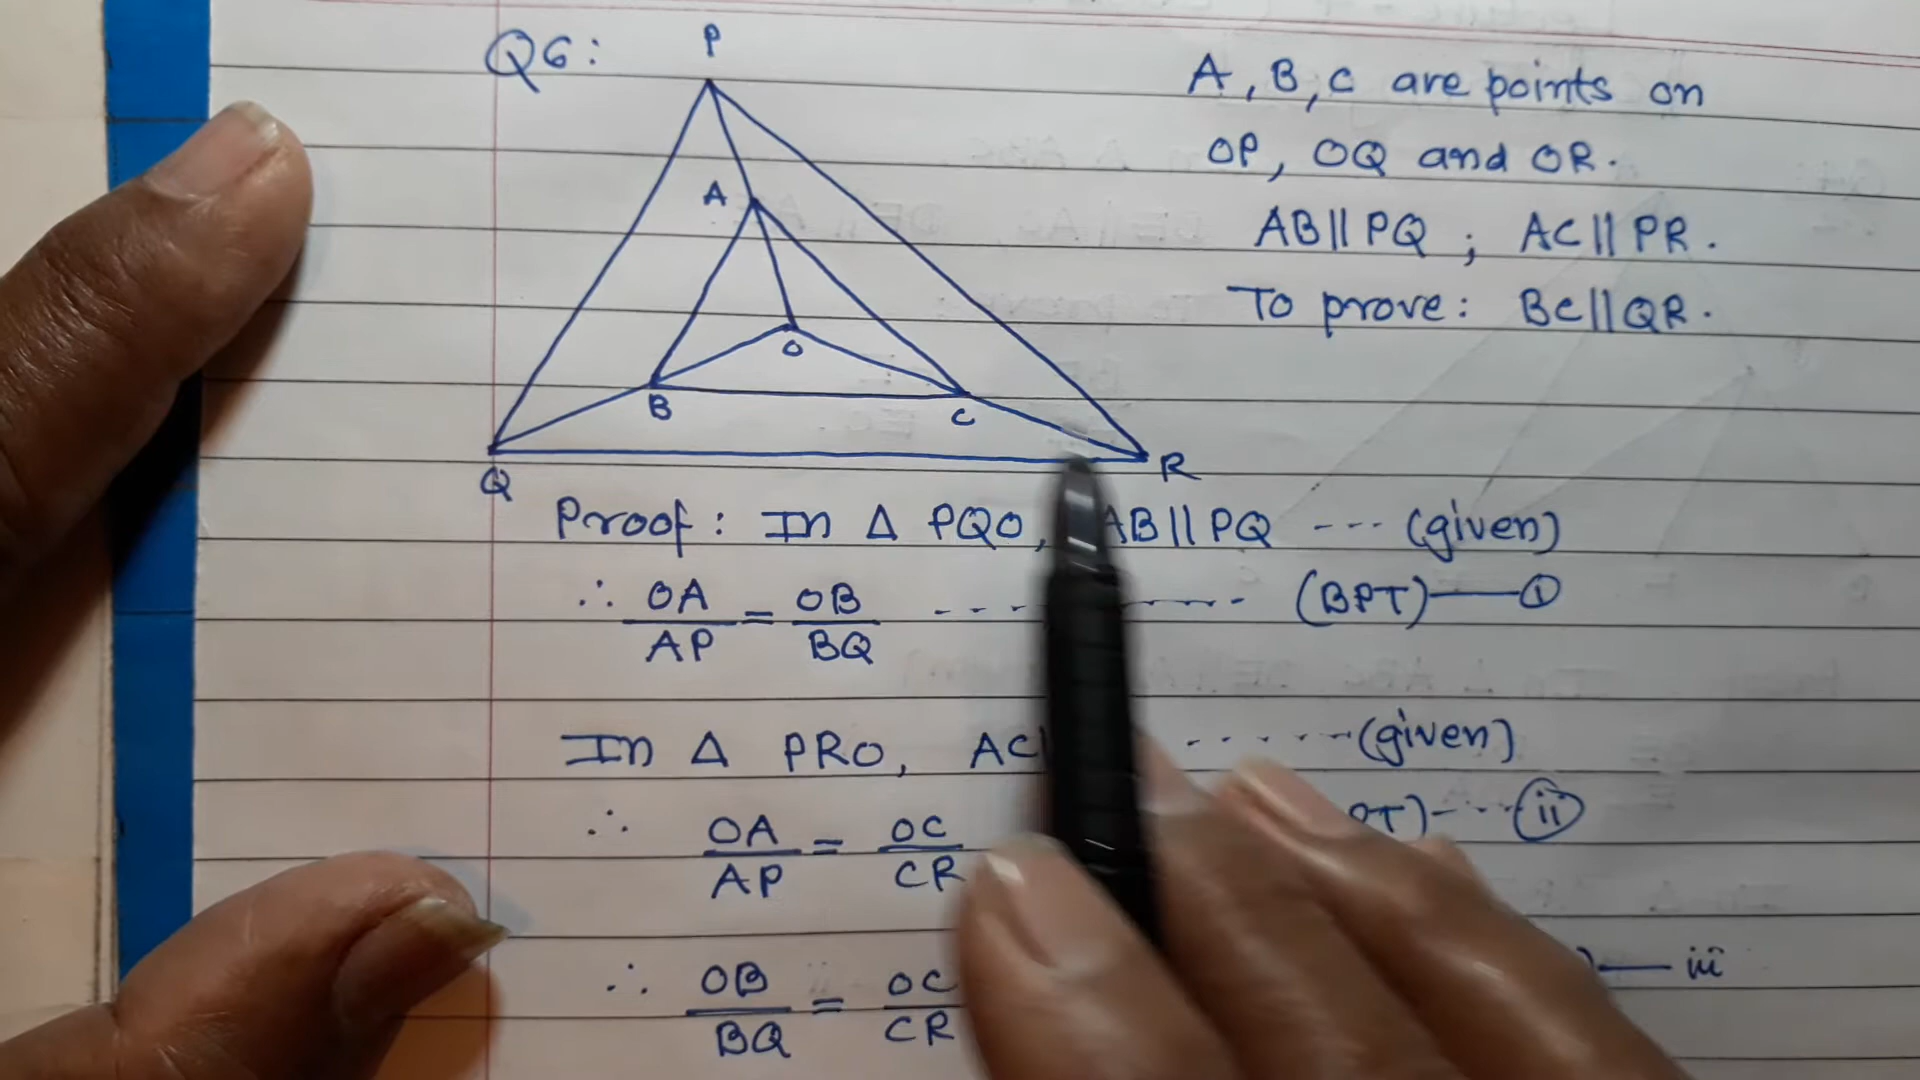 Q6:
P
A
O
B
C
Q
R
A, B, C are points on
OP, OQ and OR.
AB || PQ ; AC || PR.
To prove: BC || QR.
Proof: In Δ PQO, AB || PQ --- (given)
∴ OA/AP = OB/BQ ---------- (BPT) — i
In Δ PRO, AC ------ (given)
∴ OA/AP = OC/CR PT) --- ii
∴ OB/BQ = OC/CR ) — iii